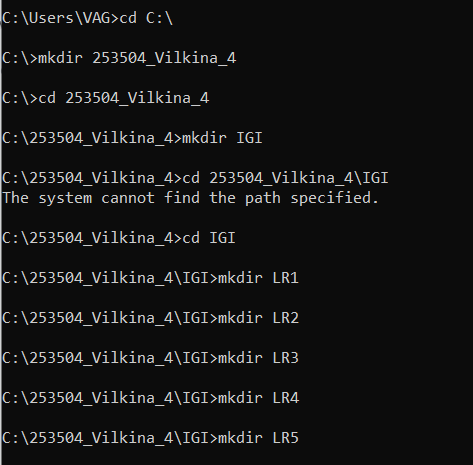 C:\Users\VAG>cd C:\
C:\>mkdir 253504_Vilkina_4
C:\>cd 253504_Vilkina_4
C:\253504_Vilkina_4>mkdir IGI
C:\253504_Vilkina_4>cd 253504_Vilkina_4\IGI
The system cannot find the path specified.
C:\253504_Vilkina_4>cd IGI
C:\253504_Vilkina_4\IGI>mkdir LR1
C:\253504_Vilkina_4\IGI>mkdir LR2
C:\253504_Vilkina_4\IGI>mkdir LR3
C:\253504_Vilkina_4\IGI>mkdir LR4
C:\253504_Vilkina_4\IGI>mkdir LR5